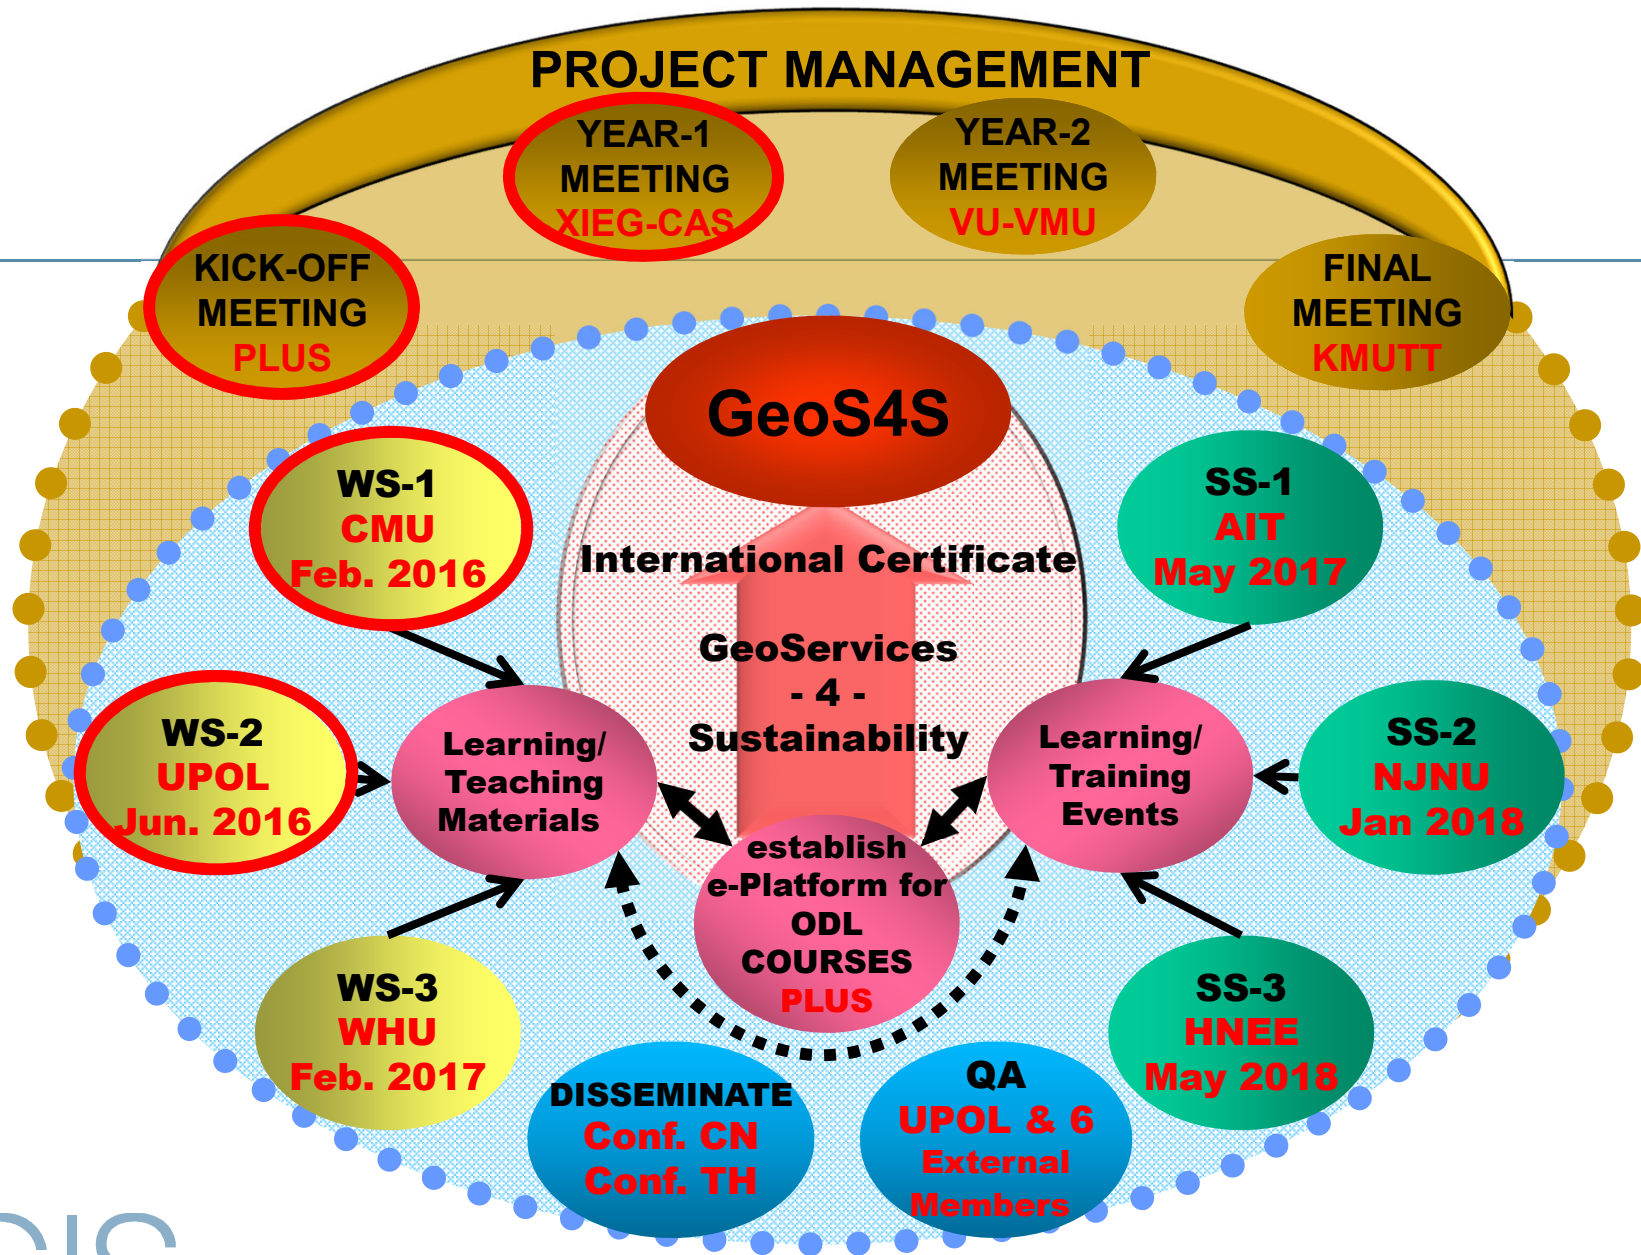 PROJECT MANAGEMENT
YEAR-1
MEETING
XIEG-CAS
YEAR-2
MEETING
VU-VMU
KICK-OFF
MEETING
PLUS
FINAL
MEETING
KMUTT
GeoS4S
WS-1
CMU
Feb. 2016
SS-1
AIT
May 2017
International Certificate
GeoServices
- 4 -
Sustainability
WS-2
UPOL
Jun. 2016
Learning/
Teaching
Materials
Learning/
Training
Events
SS-2
NJNU
Jan 2018
establish
e-Platform for
ODL
COURSES
PLUS
WS-3
WHU
Feb. 2017
SS-3
HNEE
May 2018
DISSEMINATE
Conf. CN
Conf. TH
QA
UPOL & 6
External
Members